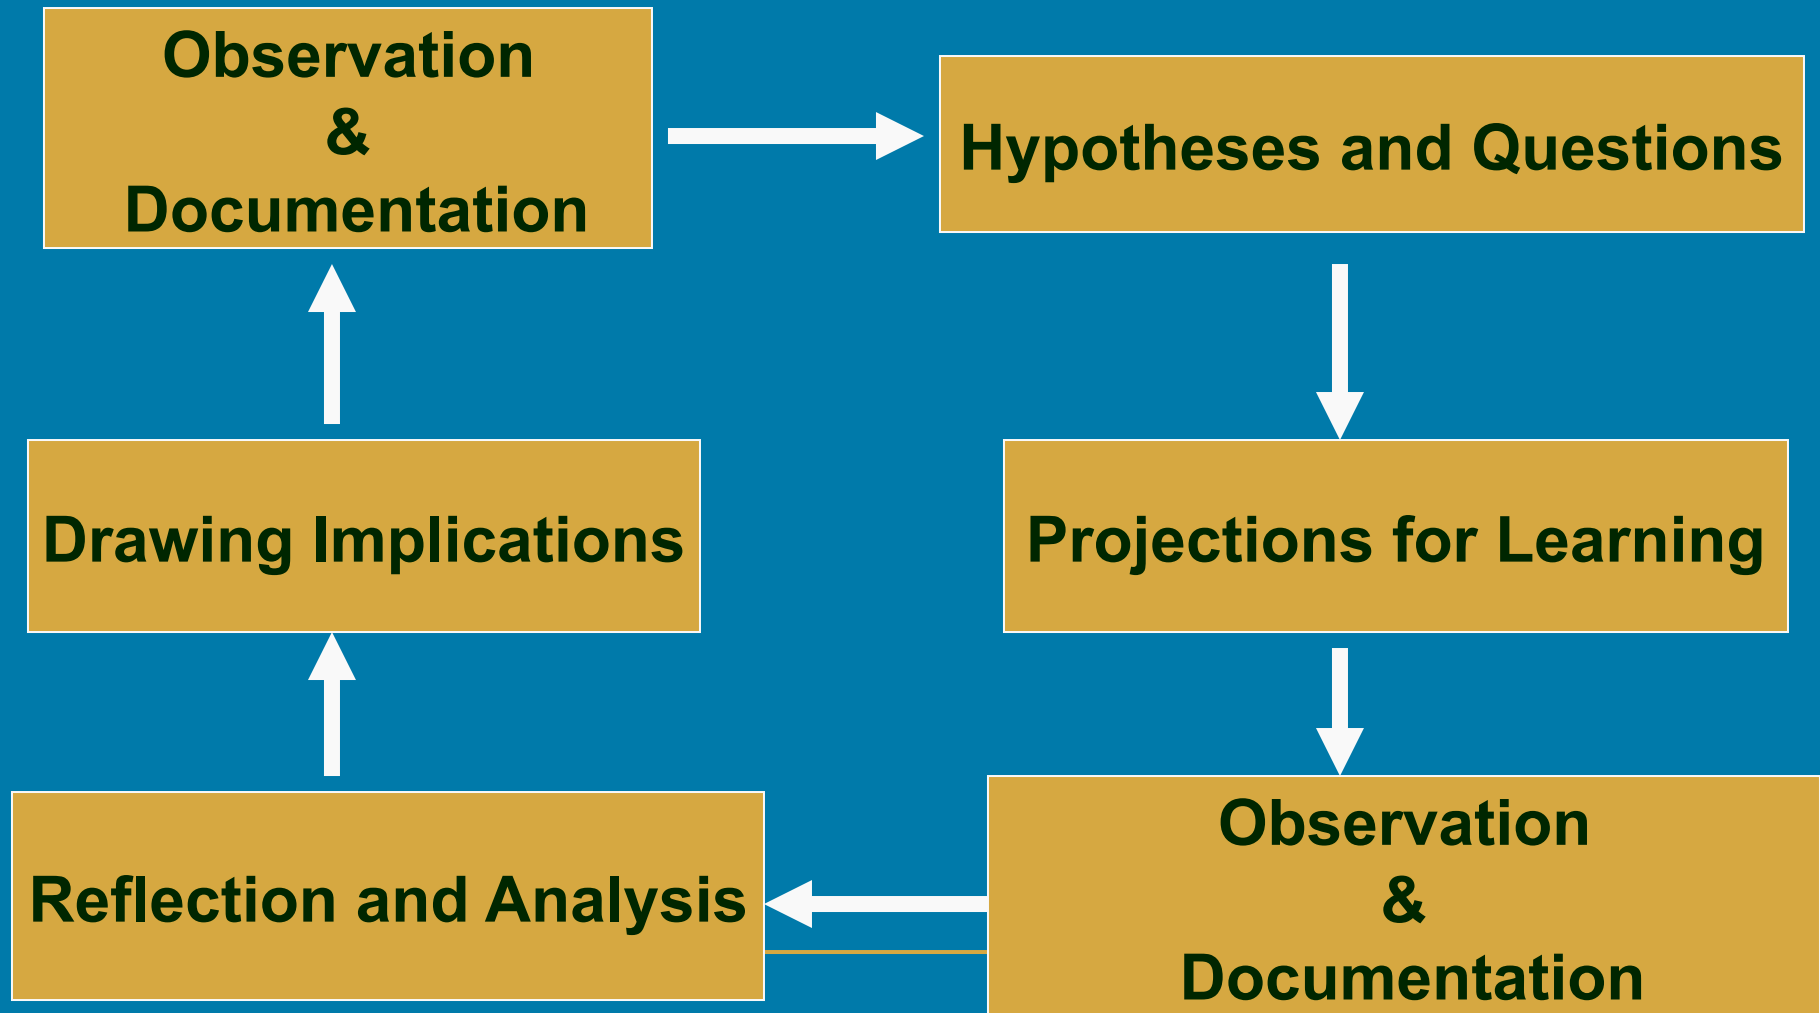 Observation
&
Documentation
Hypotheses and Questions
Drawing Implications
Projections for Learning
Reflection and Analysis
Observation
&
Documentation